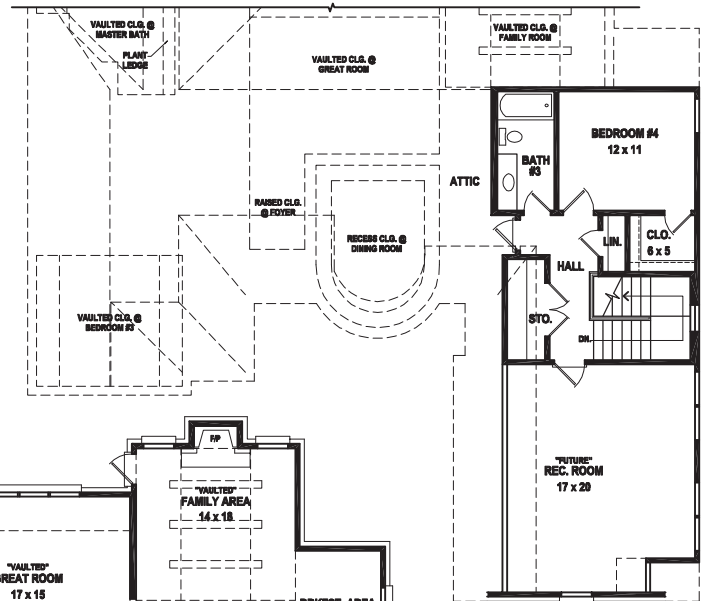 VAULTED CLG. @
MASTER BATH
PLANT
LEDGE
VAULTED CLG. @
GREAT ROOM
VAULTED CLG. @
FAMILY ROOM
BEDROOM #4
12 x 11
BATH
#3
ATTIC
RAISED CLG.
@ FOYER
RECESS CLG. @
DINING ROOM
LIN.
CLO.
6 x 5
HALL
STO.
DN.
VAULTED CLG. @
BEDROOM #3
F/P
"VAULTED"
FAMILY AREA
14 x 18
"FUTURE"
REC. ROOM
17 x 20
"VAULTED"
GREAT ROOM
17 x 15
AREA